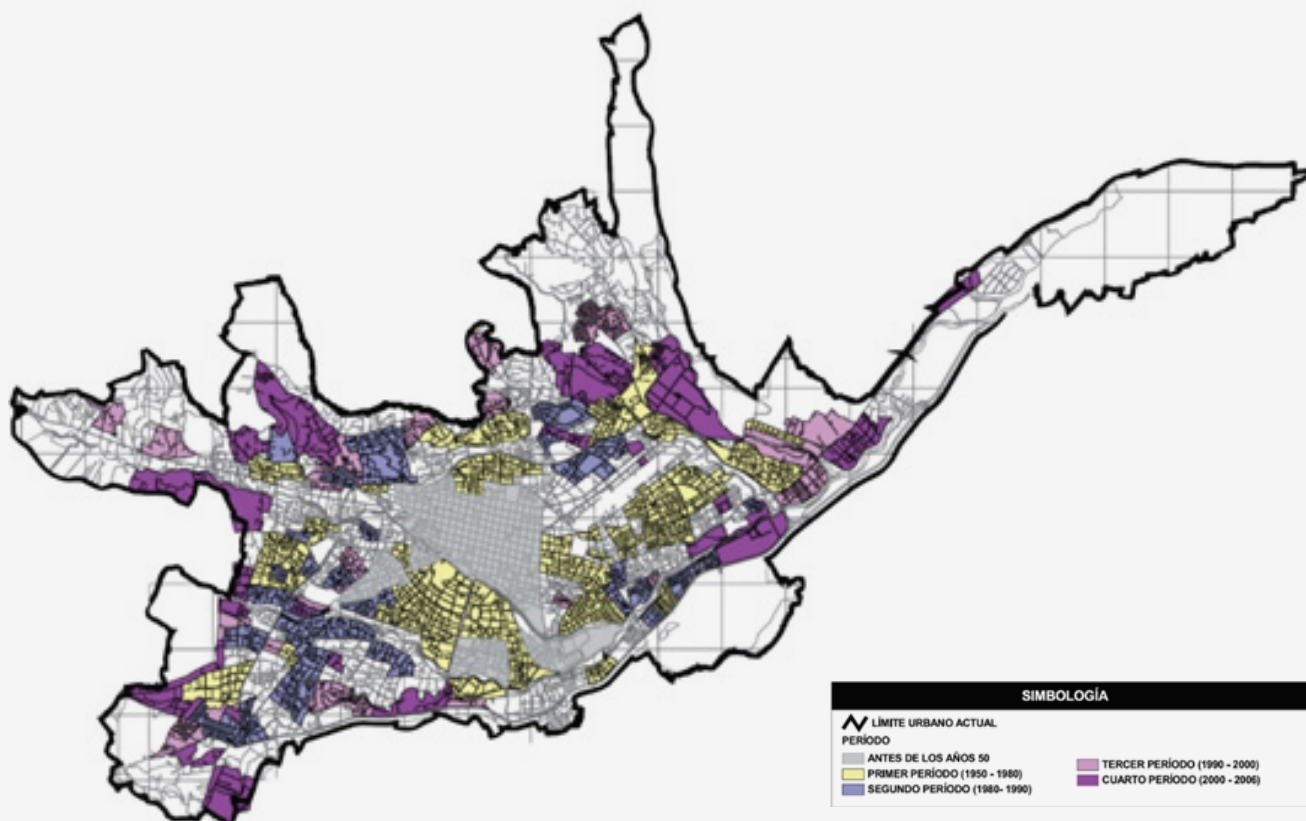 SIMBOLOGÍA
LÍMITE URBANO ACTUAL
PERÍODO
ANTES DE LOS AÑOS 50
PRIMER PERÍODO (1950 - 1980)
SEGUNDO PERÍODO (1980- 1990)
TERCER PERÍODO (1990 - 2000)
CUARTO PERÍODO (2000 - 2006)